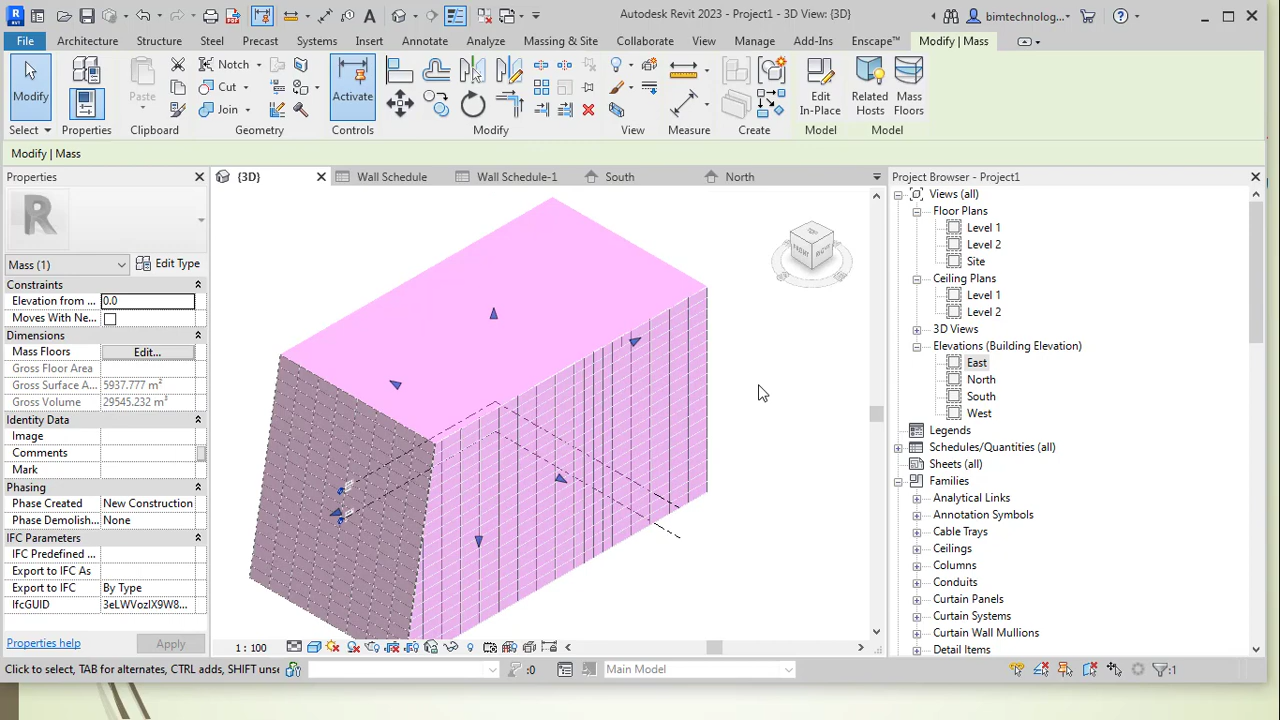 Autodesk Revit 2023 - Project1 - 3D View: {3D}
bimtechnolog...
File Architecture Structure Steel Precast Systems Insert Annotate Analyze Massing & Site Collaborate View Manage Add-Ins Enscape™ Modify | Mass
Modify
Select
Properties
Paste
Clipboard
Notch
Cut
Join
Geometry
Activate
Controls
Modify
View
Measure
Create
Edit In-Place
Model
Related Hosts
Mass Floors
Model
Modify | Mass
Properties
{3D} Wall Schedule Wall Schedule-1 South North
Project Browser - Project1
Mass (1) Edit Type
Constraints
Elevation from ... 0.0
Moves With Ne...
Dimensions
Mass Floors Edit...
Gross Floor Area
Gross Surface A... 5937.777 m²
Gross Volume 29545.232 m³
Identity Data
Image
Comments
Mark
Phasing
Phase Created New Construction
Phase Demolish... None
IFC Parameters
IFC Predefined ...
Export to IFC As
Export to IFC By Type
IfcGUID 3eLWVozIX9W8...
Properties help Apply
TOP
FRONT
RIGHT
Views (all)
Floor Plans
Level 1
Level 2
Site
Ceiling Plans
Level 1
Level 2
3D Views
Elevations (Building Elevation)
East
North
South
West
Legends
Schedules/Quantities (all)
Sheets (all)
Families
Analytical Links
Annotation Symbols
Cable Trays
Ceilings
Columns
Conduits
Curtain Panels
Curtain Systems
Curtain Wall Mullions
Detail Items
1 : 100
Click to select, TAB for alternates, CTRL adds, SHIFT unse
:0
Main Model
:1